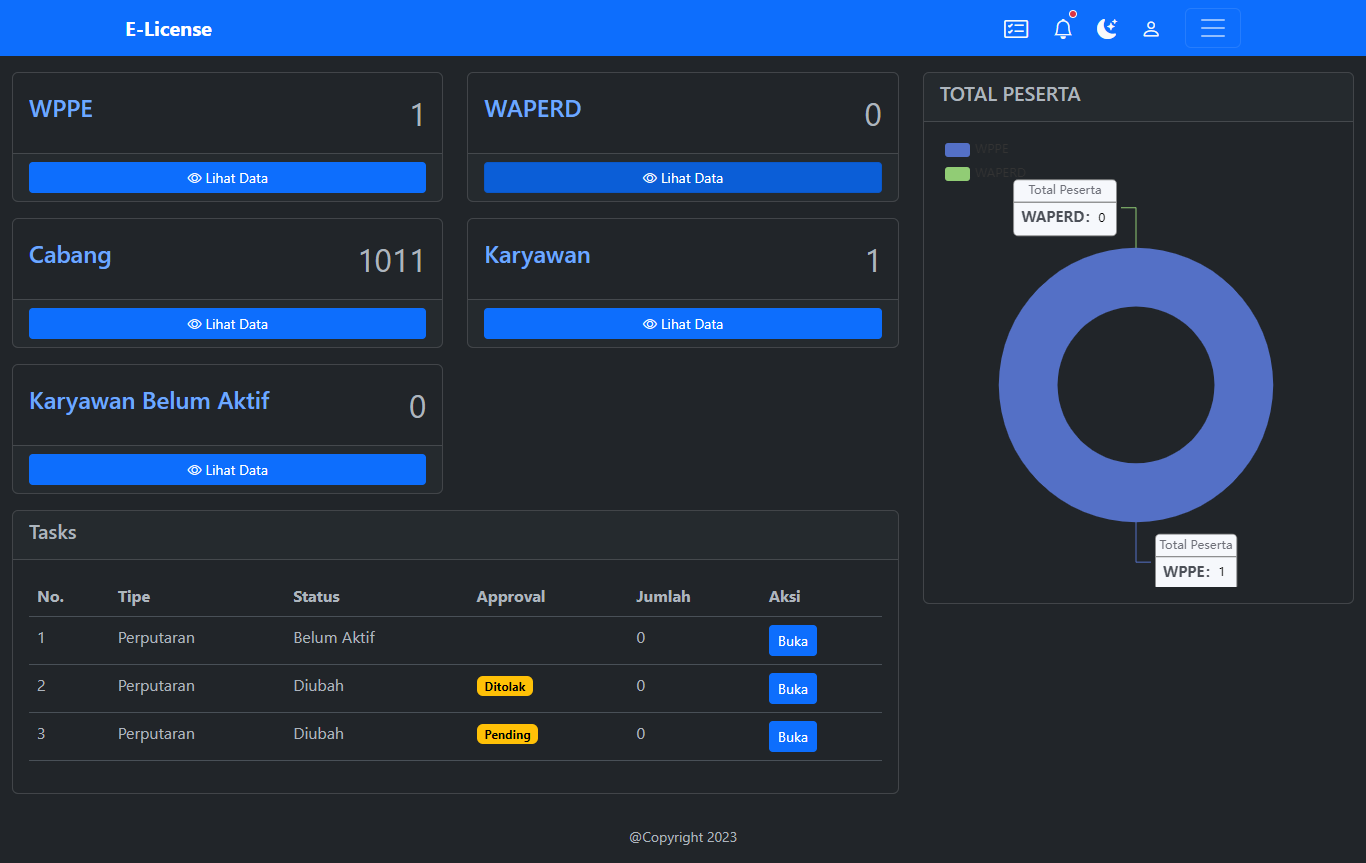 E-License
WPPE
1
Lihat Data
WAPERD
0
Lihat Data
Cabang
1011
Lihat Data
Karyawan
1
Lihat Data
Karyawan Belum Aktif
0
Lihat Data
Tasks
No. Tipe Status Approval Jumlah Aksi
1 Perputaran Belum Aktif 0 Buka
2 Perputaran Diubah Ditolak 0 Buka
3 Perputaran Diubah Pending 0 Buka
TOTAL PESERTA
WPPE
WAPERD
Total Peserta
WAPERD: 0
Total Peserta
WPPE: 1
@Copyright 2023